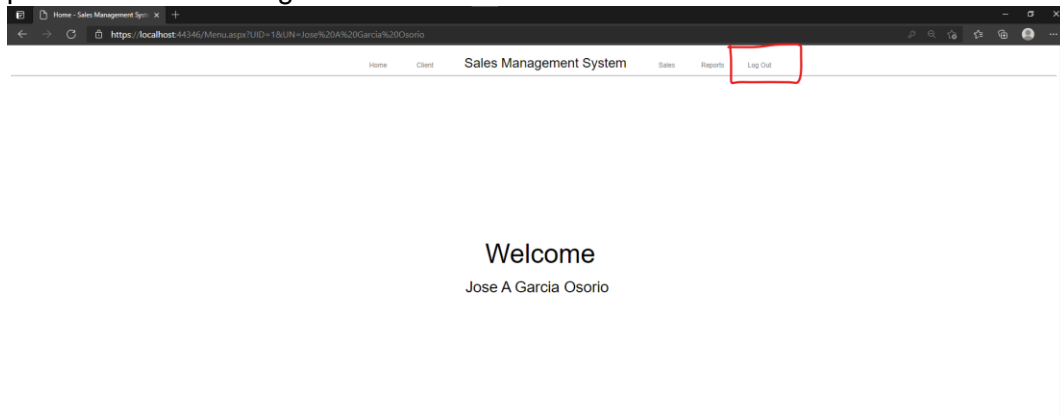 Home - Sales Management Syst
https://localhost:44346/Menu.aspx?UID=1&UN=Jose%20A%20Garcia%20Osorio
Home Client Sales Management System Sales Reports Log Out
Welcome
Jose A Garcia Osorio